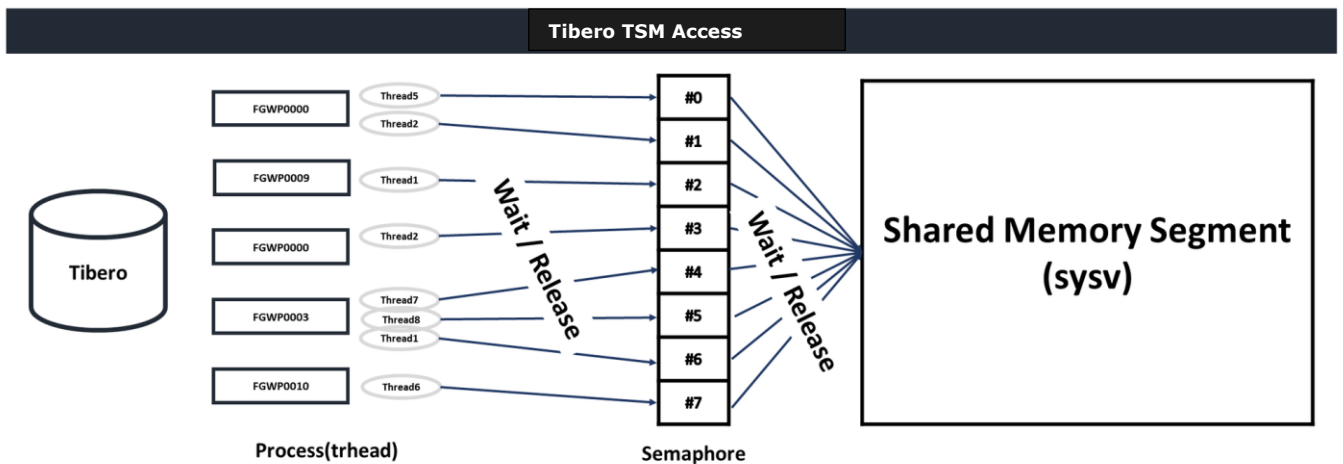 Tibero TSM Access
Tibero
FGWP0000
Thread5
Thread2
FGWP0009
Thread1
FGWP0000
Thread2
FGWP0003
Thread7
Thread8
Thread1
FGWP0010
Thread6
Process(trhead)
Wait / Release
#0
#1
#2
#3
#4
#5
#6
#7
Semaphore
Wait / Release
Shared Memory Segment
(sysv)